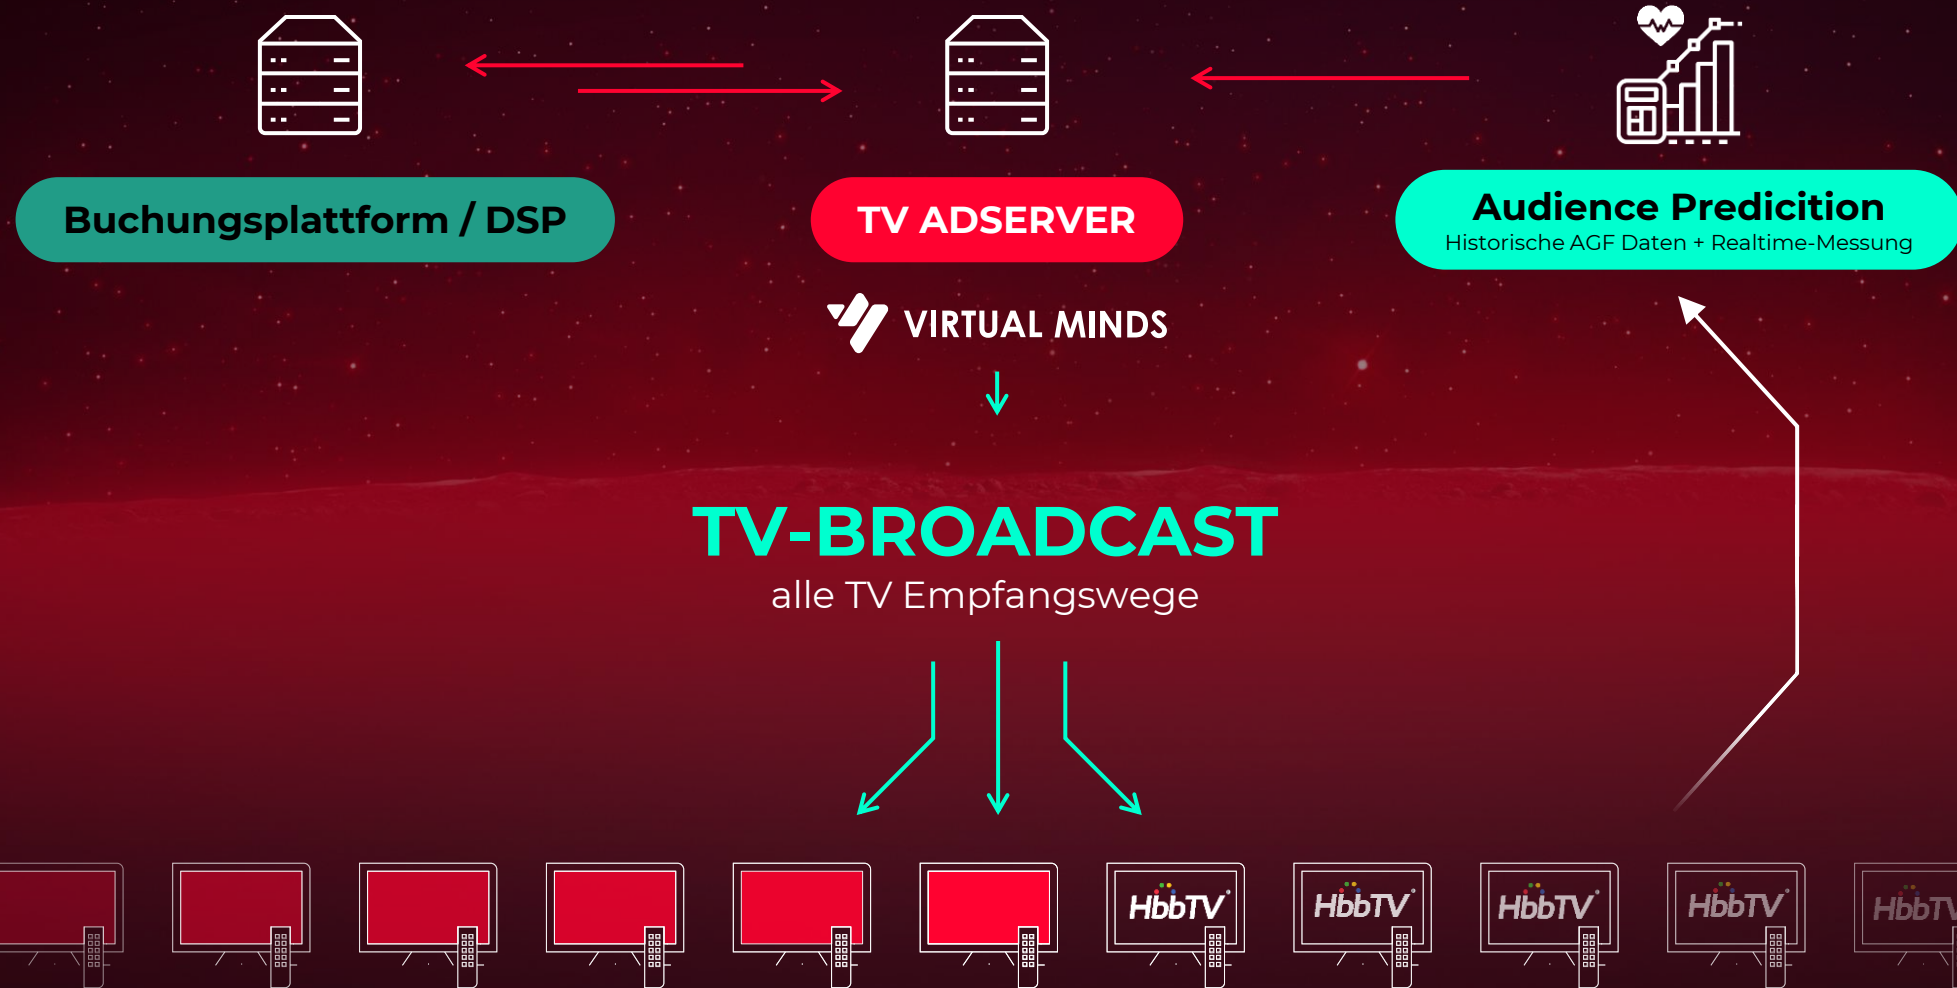 Buchungsplattform / DSP
TV ADSERVER
Audience Predicition
Historische AGF Daten + Realtime-Messung
VIRTUAL MINDS
TV-BROADCAST
alle TV Empfangswege
HbbTV
HbbTV
HbbTV
HbbTV
HbbTV